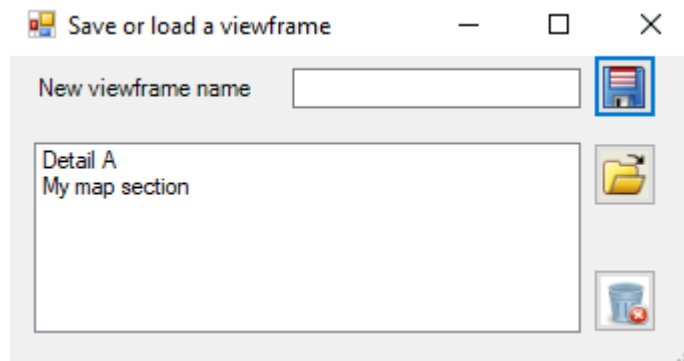 Save or load a viewframe
New viewframe name
Detail A
My map section